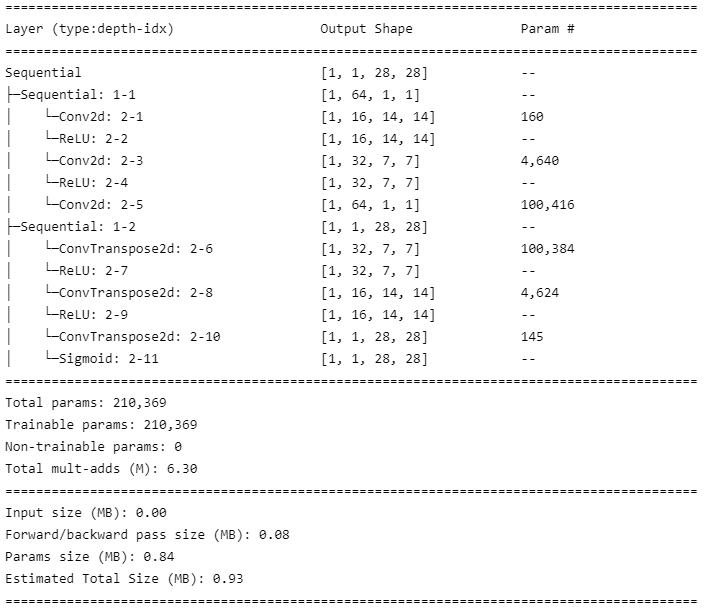 ==========================================================================================
Layer (type:depth-idx)                   Output Shape              Param #
==========================================================================================
Sequential                               [1, 1, 28, 28]            --
├─Sequential: 1-1                        [1, 64, 1, 1]             --
│    └─Conv2d: 2-1                       [1, 16, 14, 14]           160
│    └─ReLU: 2-2                         [1, 16, 14, 14]           --
│    └─Conv2d: 2-3                       [1, 32, 7, 7]             4,640
│    └─ReLU: 2-4                         [1, 32, 7, 7]             --
│    └─Conv2d: 2-5                       [1, 64, 1, 1]             100,416
├─Sequential: 1-2                        [1, 1, 28, 28]            --
│    └─ConvTranspose2d: 2-6              [1, 32, 7, 7]             100,384
│    └─ReLU: 2-7                         [1, 32, 7, 7]             --
│    └─ConvTranspose2d: 2-8              [1, 16, 14, 14]           4,624
│    └─ReLU: 2-9                         [1, 16, 14, 14]           --
│    └─ConvTranspose2d: 2-10             [1, 1, 28, 28]            145
│    └─Sigmoid: 2-11                     [1, 1, 28, 28]            --
==========================================================================================
Total params: 210,369
Trainable params: 210,369
Non-trainable params: 0
Total mult-adds (M): 6.30
==========================================================================================
Input size (MB): 0.00
Forward/backward pass size (MB): 0.08
Params size (MB): 0.84
Estimated Total Size (MB): 0.93
==========================================================================================